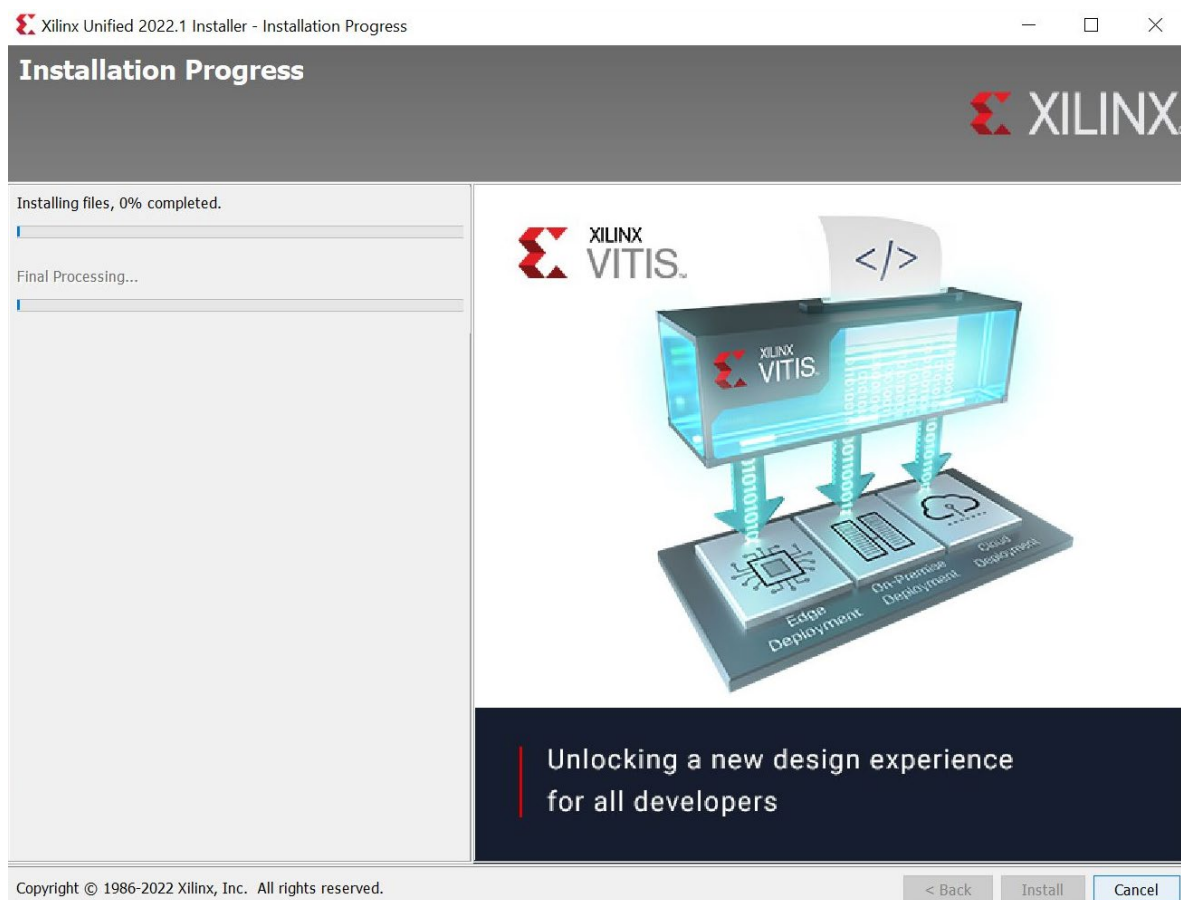 Xilinx Unified 2022.1 Installer - Installation Progress
Installation Progress
XILINX
Installing files, 0% completed.
Final Processing...
XILINX
VITIS™
</>
XILINX
VITIS
Edge
Deployment
On-Premise
Deployment
Cloud
Deployment
Unlocking a new design experience
for all developers
Copyright © 1986-2022 Xilinx, Inc. All rights reserved.
< Back
Install
Cancel